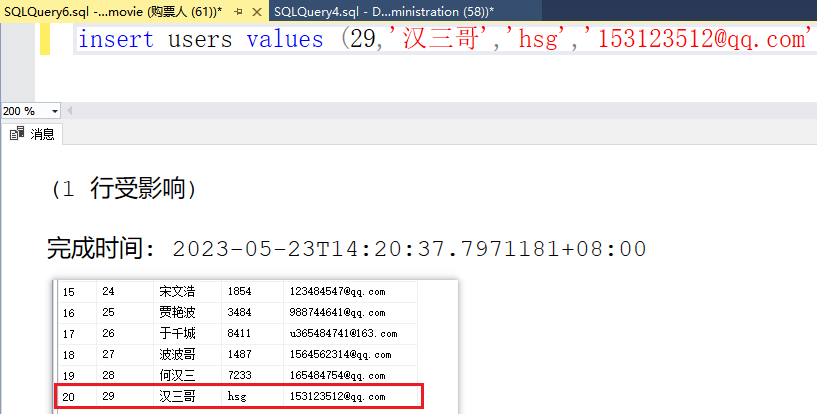 SQLQuery6.sql -...movie (购票人 (61))* SQLQuery4.sql - D...ministration (58))*
insert users values (29,'汉三哥','hsg','153123512@qq.com'
200 %
消息
(1 行受影响)
完成时间: 2023-05-23T14:20:37.7971181+08:00
15 24 宋文浩 1854 123484547@qq.com
16 25 贾艳波 3484 988744641@qq.com
17 26 于千城 8411 u365484741@163.com
18 27 波波哥 1487 1564562314@qq.com
19 28 何汉三 7233 165484754@qq.com
20 29 汉三哥 hsg 153123512@qq.com